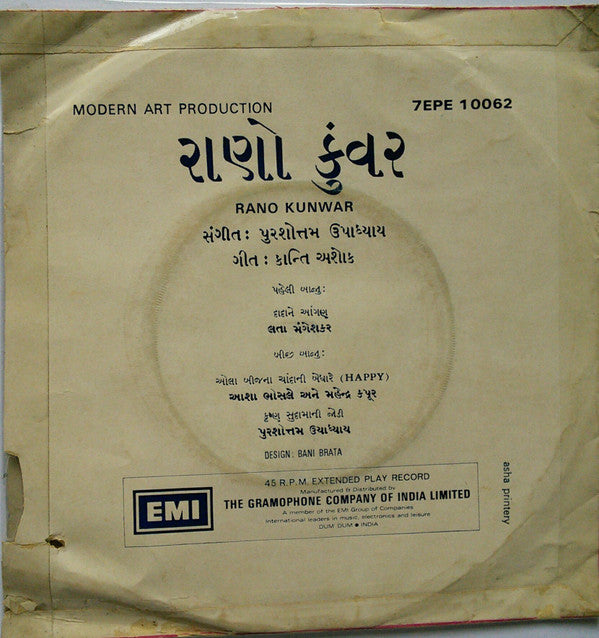 MODERN ART PRODUCTION
7EPE 10062
રાણો કુંવર
RANO KUNWAR
સંગીત : પુરશોત્તમ ઉપાધ્યાય
ગીત : કાન્તિ અશોક
પહેલી બાજુ :
દાદાને આંગણુ
લતા મંગેશકર
બીજી બાજુ :
ઓલા બીજના ચાંદાની બેધારે (HAPPY)
આશા ભોસલે અને મહેન્દ્ર કપૂર
કૃષ્ણ સુદામાની જોડી
પુરશોત્તમ ઉપાધ્યાય
DESIGN : BANI BRATA
45 R.P.M. EXTENDED PLAY RECORD
Manufactured & Distributed by
EMI
THE GRAMOPHONE COMPANY OF INDIA LIMITED
A member of the EMI Group of Companies
International leaders in music, electronics and leisure
DUM DUM ● INDIA
asha printery